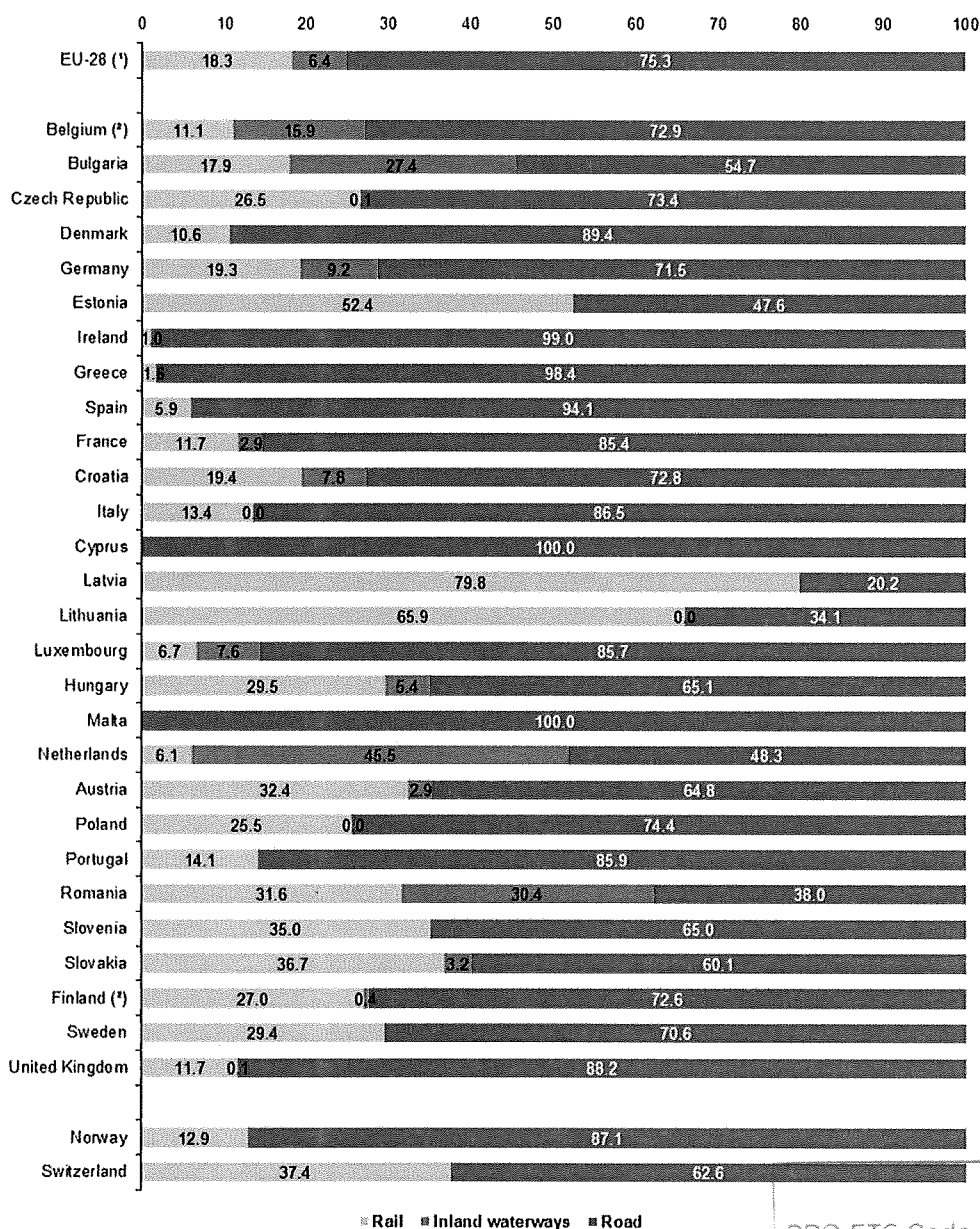 0 10 20 30 40 50 60 70 80 90 100
EU-28 (¹) 18.3 6.4 75.3
Belgium (²) 11.1 15.9 72.9
Bulgaria 17.9 27.4 54.7
Czech Republic 26.5 0.1 73.4
Denmark 10.6 89.4
Germany 19.3 9.2 71.5
Estonia 52.4 47.6
Ireland 1.0 99.0
Greece 1.6 98.4
Spain 5.9 94.1
France 11.7 2.9 85.4
Croatia 19.4 7.8 72.8
Italy 13.4 0.0 86.5
Cyprus 100.0
Latvia 79.8 20.2
Lithuania 65.9 0.0 34.1
Luxembourg 6.7 7.6 85.7
Hungary 29.5 5.4 65.1
Malta 100.0
Netherlands 6.1 45.5 48.3
Austria 32.4 2.9 64.8
Poland 25.5 0.0 74.4
Portugal 14.1 85.9
Romania 31.6 30.4 38.0
Slovenia 35.0 65.0
Slovakia 36.7 3.2 60.1
Finland (²) 27.0 0.4 72.6
Sweden 29.4 70.6
United Kingdom 11.7 0.1 88.2
Norway 12.9 87.1
Switzerland 37.4 62.6
Rail Inland waterways Road